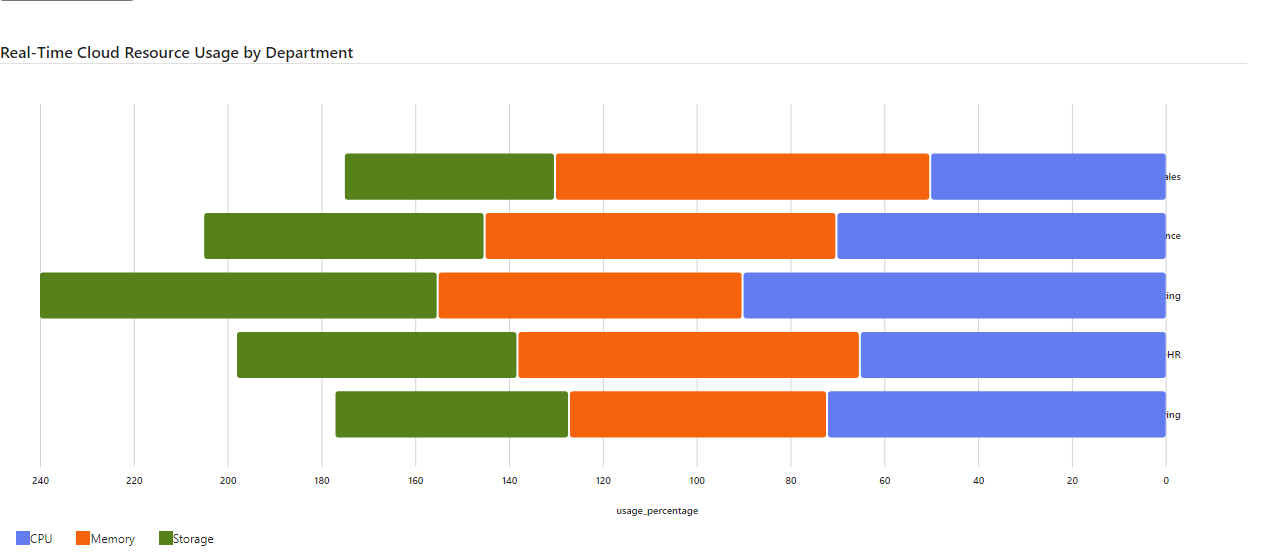 Real-Time Cloud Resource Usage by Department
ales
nce
ing
HR
ing
240 220 200 180 160 140 120 100 80 60 40 20 0
usage_percentage
CPU Memory Storage